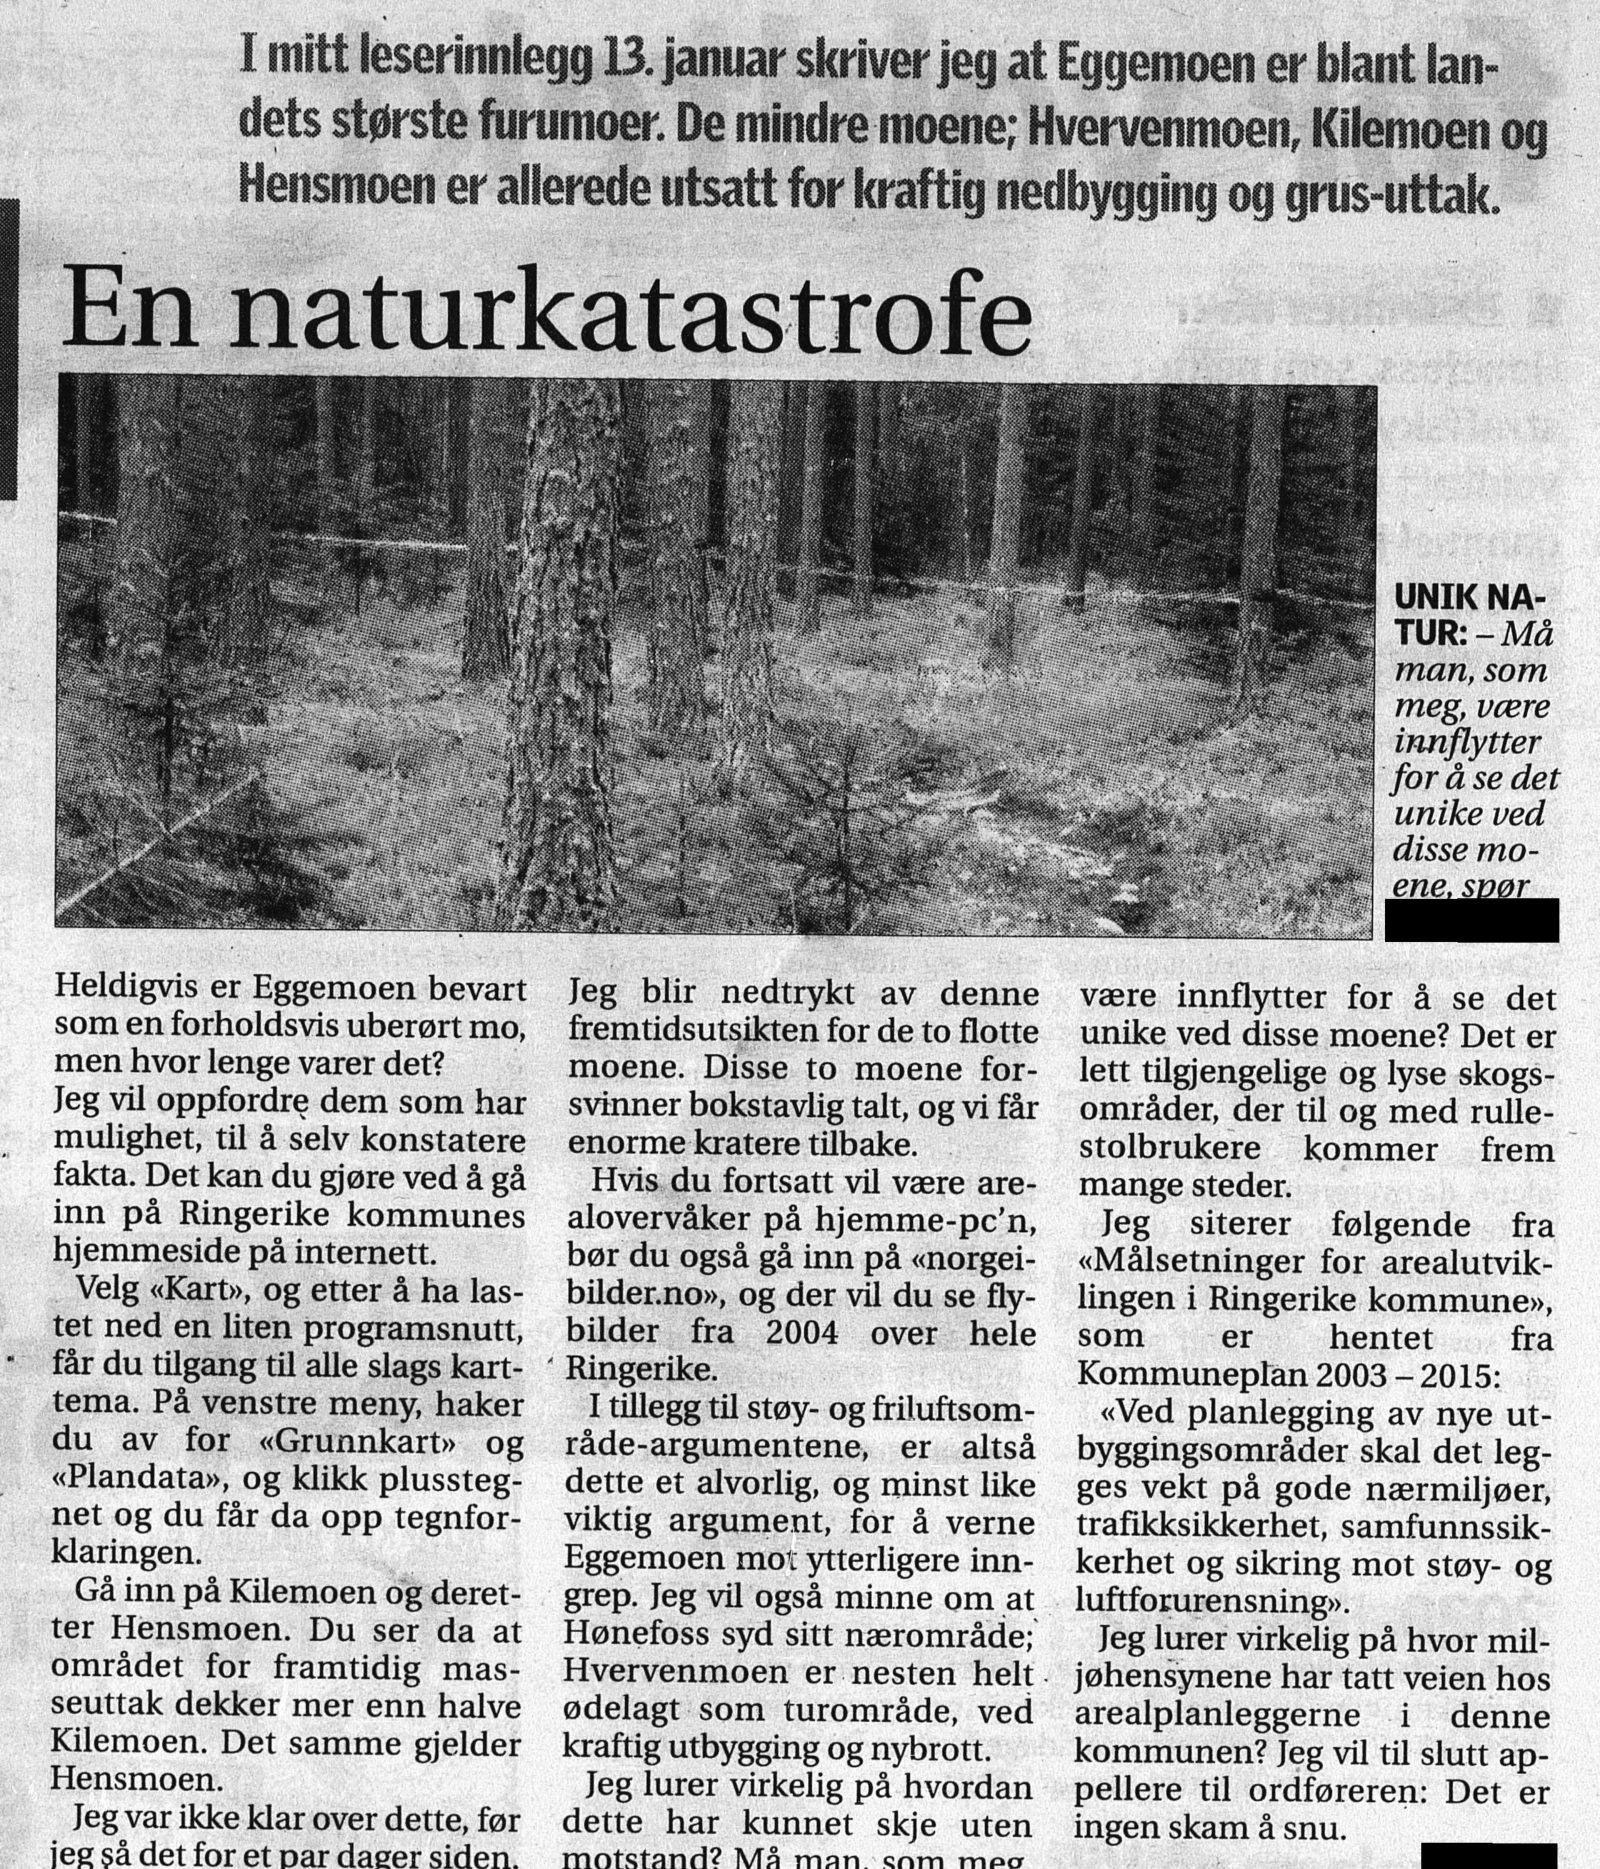 I mitt leserinnlegg 13. januar skriver jeg at Eggemoen er blant lan-
dets største furumoer. De mindre moene; Hvervenmoen, Kilemoen og
Hensmoen er allerede utsatt for kraftig nedbygging og grus-uttak.
En naturkatastrofe
UNIK NA-
TUR: – Må
man, som
meg, være
innflytter
for å se det
unike ved
disse mo-
ene, spør
Heldigvis er Eggemoen bevart
som en forholdsvis uberørt mo,
men hvor lenge varer det?
Jeg vil oppfordre dem som har
mulighet, til å selv konstatere
fakta. Det kan du gjøre ved å gå
inn på Ringerike kommunes
hjemmeside på internett.
Velg «Kart», og etter å ha las-
tet ned en liten programsnutt,
får du tilgang til alle slags kart-
tema. På venstre meny, haker
du av for «Grunnkart» og
«Plandata», og klikk plussteg-
net og du får da opp tegnfor-
klaringen.
Gå inn på Kilemoen og deret-
ter Hensmoen. Du ser da at
området for framtidig mas-
seuttak dekker mer enn halve
Kilemoen. Det samme gjelder
Hensmoen.
Jeg var ikke klar over dette, før
jeg så det for et par dager siden.
Jeg blir nedtrykt av denne
fremtidsutsikten for de to flotte
moene. Disse to moene for-
svinner bokstavlig talt, og vi får
enorme kratere tilbake.
Hvis du fortsatt vil være are-
alovervåker på hjemme-pc'n,
bør du også gå inn på «norgei-
bilder.no», og der vil du se fly-
bilder fra 2004 over hele
Ringerike.
I tillegg til støy- og friluftsom-
råde-argumentene, er altså
dette et alvorlig, og minst like
viktig argument, for å verne
Eggemoen mot ytterligere inn-
grep. Jeg vil også minne om at
Hønefoss syd sitt nærområde;
Hvervenmoen er nesten helt
ødelagt som turområde, ved
kraftig utbygging og nybrott.
Jeg lurer virkelig på hvordan
dette har kunnet skje uten
motstand? Må man, som meg,
være innflytter for å se det
unike ved disse moene? Det er
lett tilgjengelige og lyse skogs-
områder, der til og med rulle-
stolbrukere kommer frem
mange steder.
Jeg siterer følgende fra
«Målsetninger for arealutvik-
lingen i Ringerike kommune»,
som er hentet fra
Kommuneplan 2003 – 2015:
«Ved planlegging av nye ut-
byggingsområder skal det leg-
ges vekt på gode nærmiljøer,
trafikksikkerhet, samfunnssik-
kerhet og sikring mot støy- og
luftforurensning».
Jeg lurer virkelig på hvor mil-
jøhensynene har tatt veien hos
arealplanleggerne i denne
kommunen? Jeg vil til slutt ap-
pellere til ordføreren: Det er
ingen skam å snu.